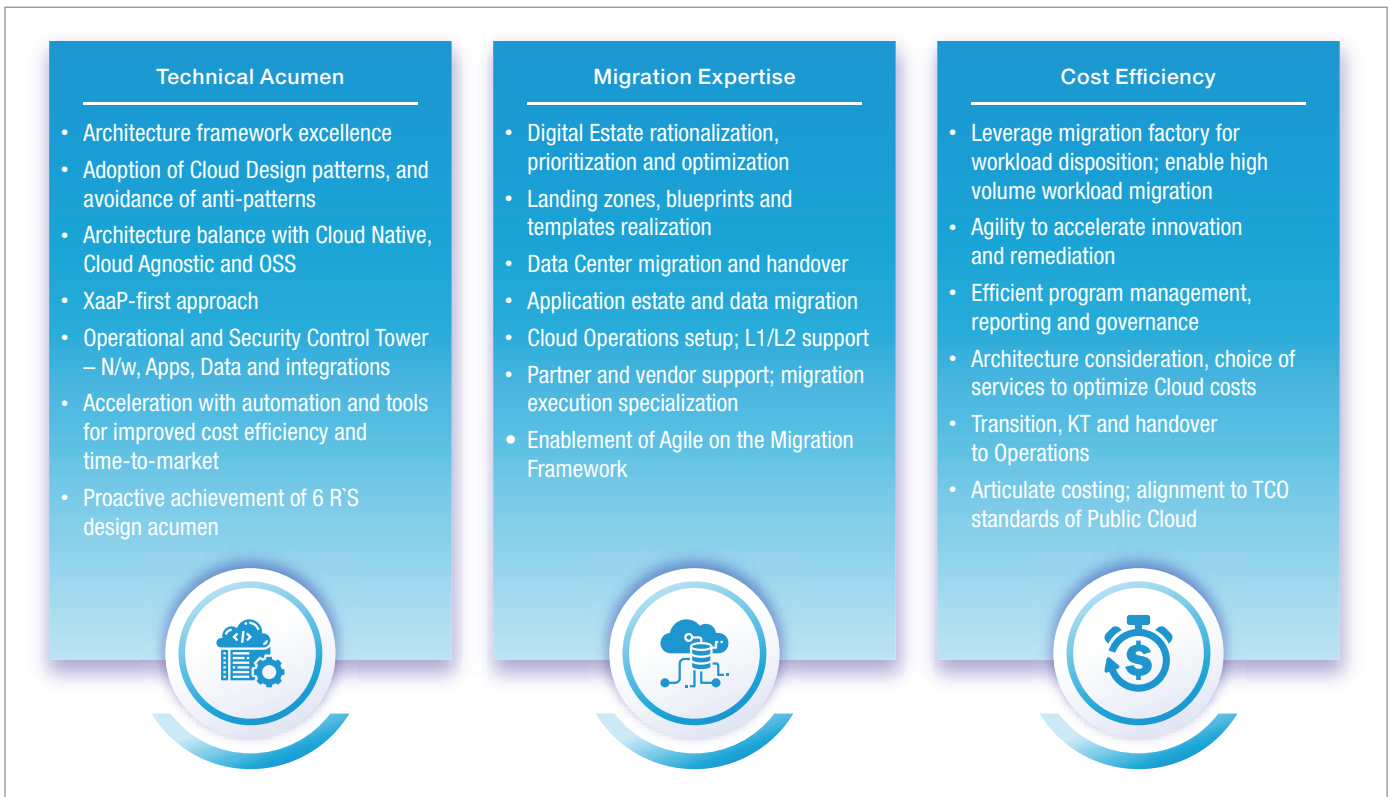 Technical Acumen
• Architecture framework excellence
• Adoption of Cloud Design patterns, and
avoidance of anti-patterns
• Architecture balance with Cloud Native,
Cloud Agnostic and OSS
• XaaP-first approach
• Operational and Security Control Tower
– N/w, Apps, Data and integrations
• Acceleration with automation and tools
for improved cost efficiency and
time-to-market
• Proactive achievement of 6 R`S
design acumen
</>
Migration Expertise
• Digital Estate rationalization,
prioritization and optimization
• Landing zones, blueprints and
templates realization
• Data Center migration and handover
• Application estate and data migration
• Cloud Operations setup; L1/L2 support
• Partner and vendor support; migration
execution specialization
• Enablement of Agile on the Migration
Framework
Cost Efficiency
• Leverage migration factory for
workload disposition; enable high
volume workload migration
• Agility to accelerate innovation
and remediation
• Efficient program management,
reporting and governance
• Architecture consideration, choice of
services to optimize Cloud costs
• Transition, KT and handover
to Operations
• Articulate costing; alignment to TCO
standards of Public Cloud
$